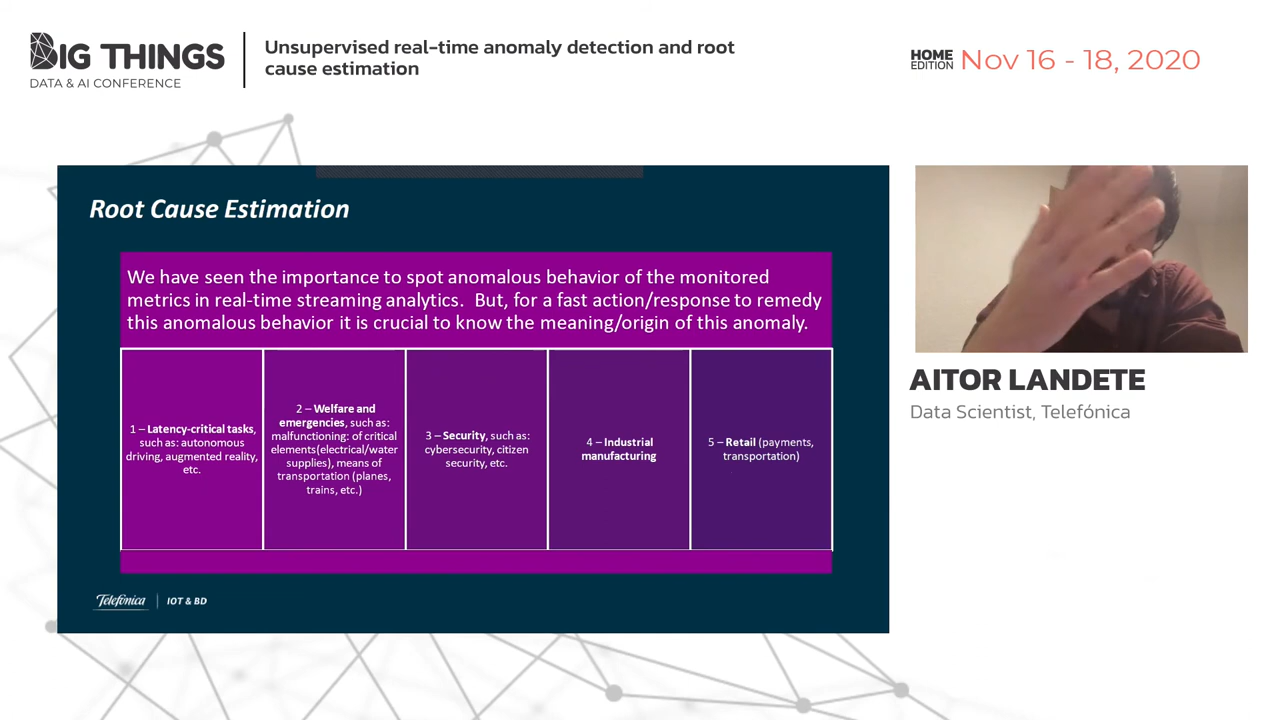 BIG THINGS
DATA & AI CONFERENCE
Unsupervised real-time anomaly detection and root
cause estimation
HOME
EDITION
Nov 16 - 18, 2020
Root Cause Estimation
We have seen the importance to spot anomalous behavior of the monitored
metrics in real-time streaming analytics.  But, for a fast action/response to remedy
this anomalous behavior it is crucial to know the meaning/origin of this anomaly.
1 – Latency-critical tasks,
such as: autonomous
driving, augmented reality,
etc.
2 – Welfare and
emergencies, such as:
malfunctioning: of critical
elements(electrical/water
supplies), means of
transportation (planes,
trains, etc.)
3 – Security, such as:
cybersecurity, citizen
security, etc.
4 – Industrial
manufacturing
5 – Retail (payments,
transportation)
Telefónica
IOT & BD
AITOR LANDETE
Data Scientist, Telefónica